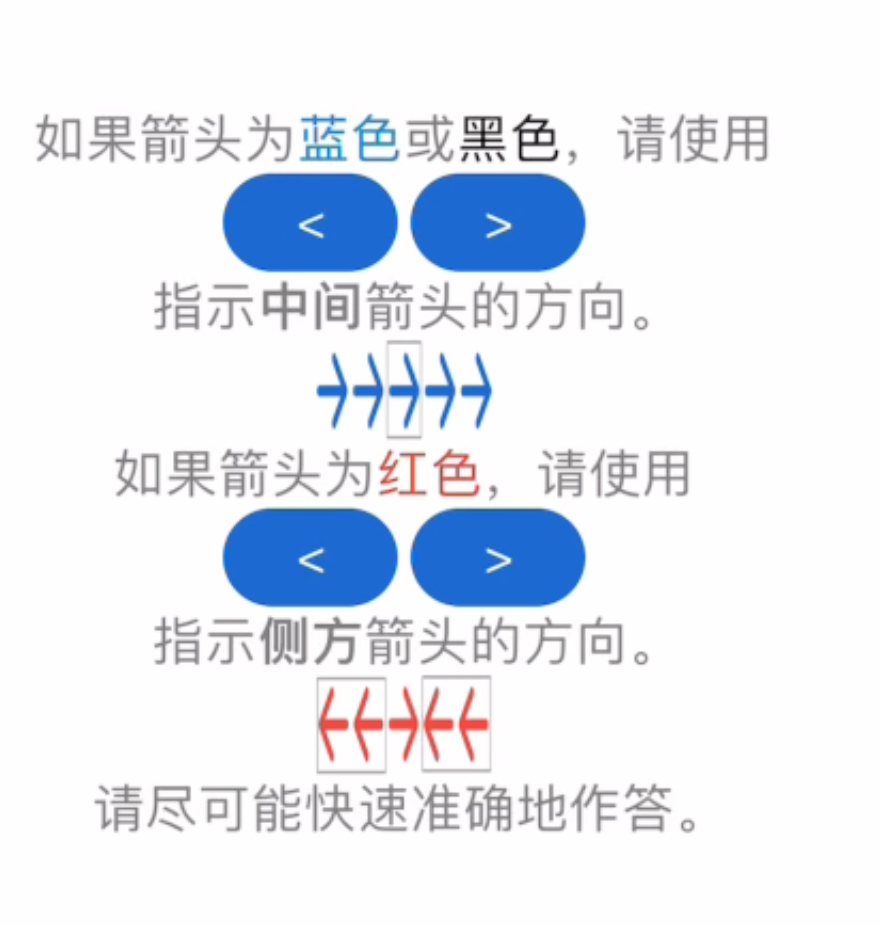 如果箭头为蓝色或黑色，请使用
< >
指示中间箭头的方向。
→→→→→
如果箭头为红色，请使用
< >
指示侧方箭头的方向。
←←→←←
请尽可能快速准确地作答。